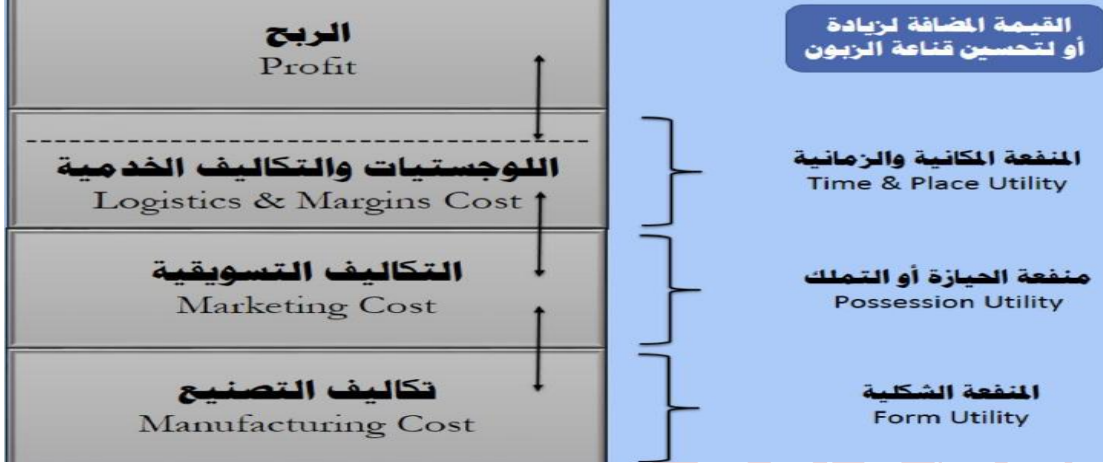 القيمة المضافة لزيادة
أو لتحسين قناعة الزبون
الربح
Profit
المنفعة المكانية والزمانية
Time & Place Utility
اللوجستيات والتكاليف الخدمية
Logistics & Margins Cost
منفعة الحيازة أو التملك
Possession Utility
التكاليف التسويقية
Marketing Cost
المنفعة الشكلية
Form Utility
تكاليف التصنيع
Manufacturing Cost